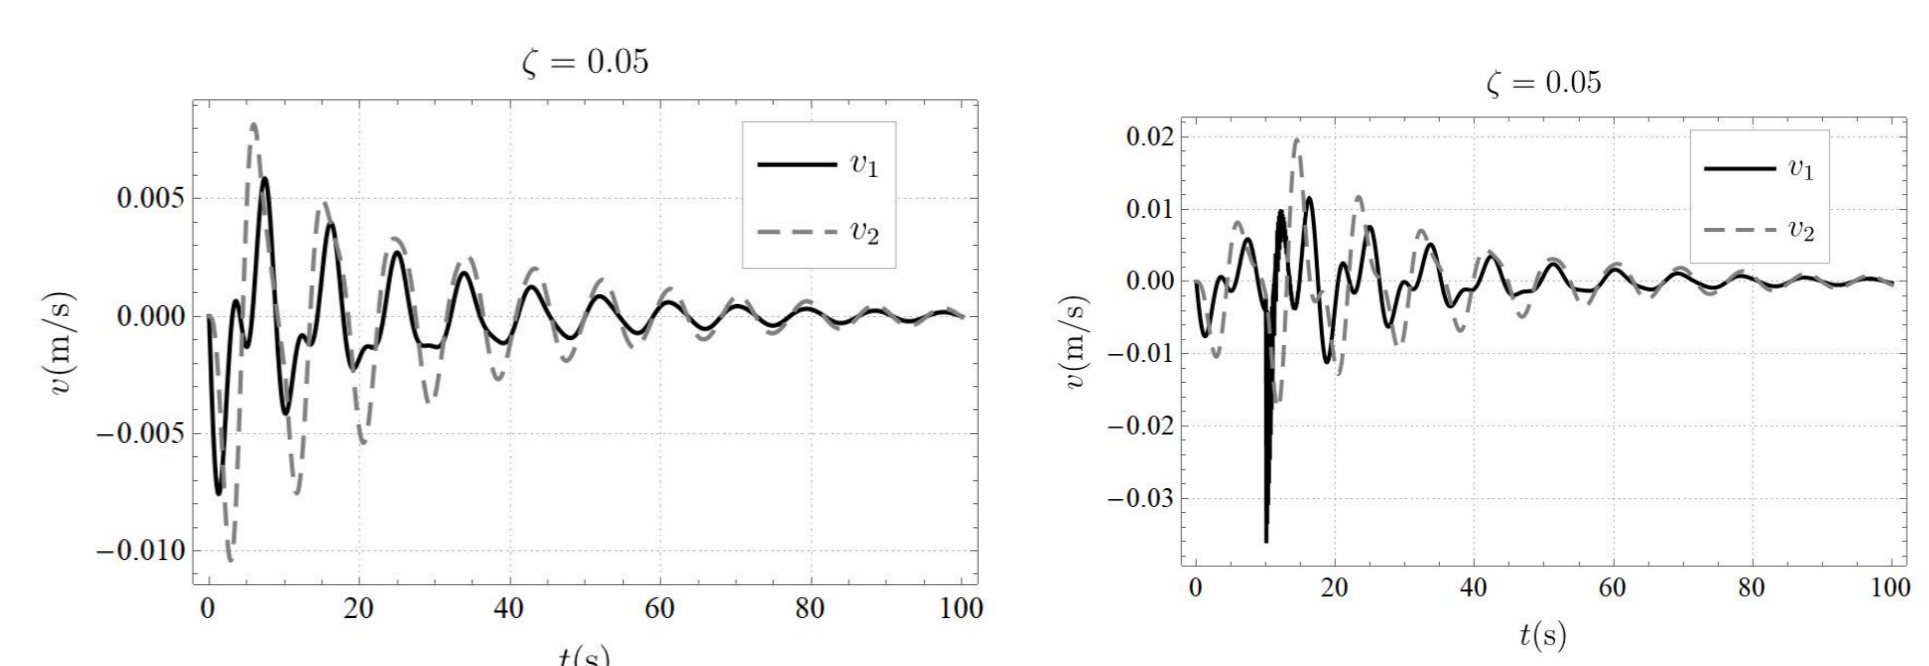 ζ = 0.05
v₁
v₂
0.005
0.000
−0.005
−0.010
v(m/s)
0 20 40 60 80 100
t(s)
ζ = 0.05
v₁
v₂
0.02
0.01
0.00
−0.01
−0.02
−0.03
v(m/s)
0 20 40 60 80 100
t(s)